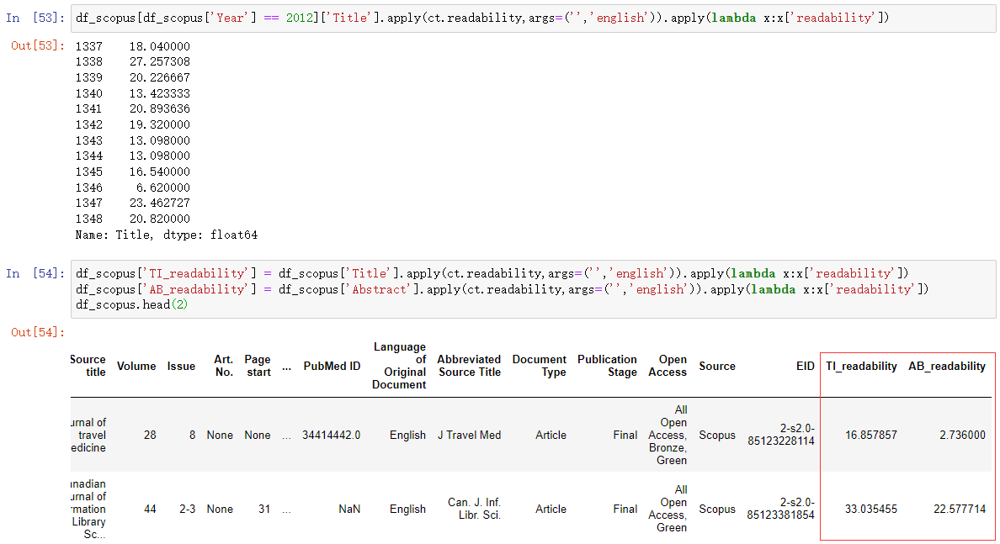 In [53]: df_scopus[df_scopus['Year'] == 2012]['Title'].apply(ct.readability,args=('','english')).apply(lambda x:x['readability'])
Out[53]: 1337 18.040000
1338 27.257308
1339 20.226667
1340 13.423333
1341 20.893636
1342 19.320000
1343 13.098000
1344 13.098000
1345 16.540000
1346 6.620000
1347 23.462727
1348 20.820000
Name: Title, dtype: float64
In [54]: df_scopus['TI_readability'] = df_scopus['Title'].apply(ct.readability,args=('','english')).apply(lambda x:x['readability'])
df_scopus['AB_readability'] = df_scopus['Abstract'].apply(ct.readability,args=('','english')).apply(lambda x:x['readability'])
df_scopus.head(2)
Out[54]:
Source title Volume Issue Art. No. Page start ... PubMed ID Language of Original Document Abbreviated Source Title Document Type Publication Stage Open Access Source EID TI_readability AB_readability
urnal of travel edicine 28 8 None None ... 34414442.0 English J Travel Med Article Final All Open Access, Bronze, Green Scopus 2-s2.0-85123228114 16.857857 2.736000
nadian urnal of rmation Library Sc... 44 2-3 None 31 ... NaN English Can. J. Inf. Libr. Sci. Article Final All Open Access, Green Scopus 2-s2.0-85123381854 33.035455 22.577714